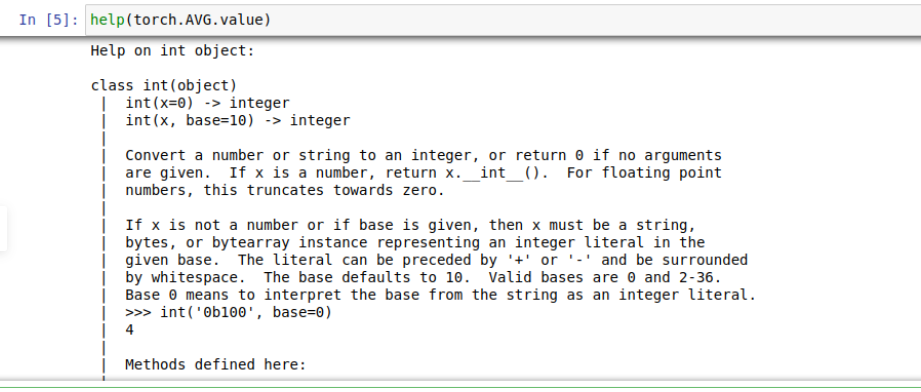 In [5]: help(torch.AVG.value)
Help on int object:
class int(object)
| int(x=0) -> integer
| int(x, base=10) -> integer
|
| Convert a number or string to an integer, or return 0 if no arguments
| are given.  If x is a number, return x.__int__().  For floating point
| numbers, this truncates towards zero.
|
| If x is not a number or if base is given, then x must be a string,
| bytes, or bytearray instance representing an integer literal in the
| given base.  The literal can be preceded by '+' or '-' and be surrounded
| by whitespace.  The base defaults to 10.  Valid bases are 0 and 2-36.
| Base 0 means to interpret the base from the string as an integer literal.
| >>> int('0b100', base=0)
| 4
|
| Methods defined here:
|